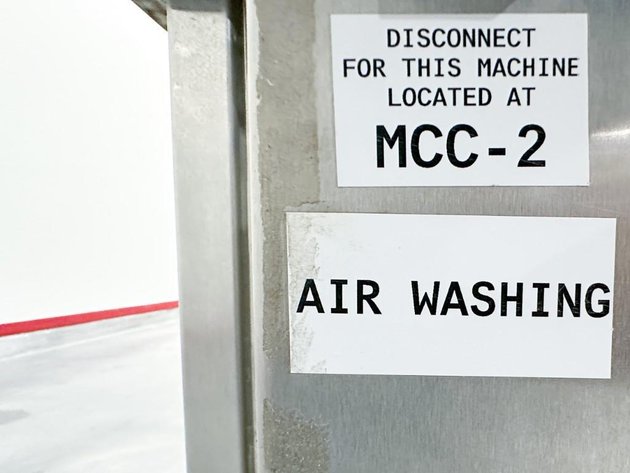 DISCONNECT
FOR THIS MACHINE
LOCATED AT
MCC-2
AIR WASHING